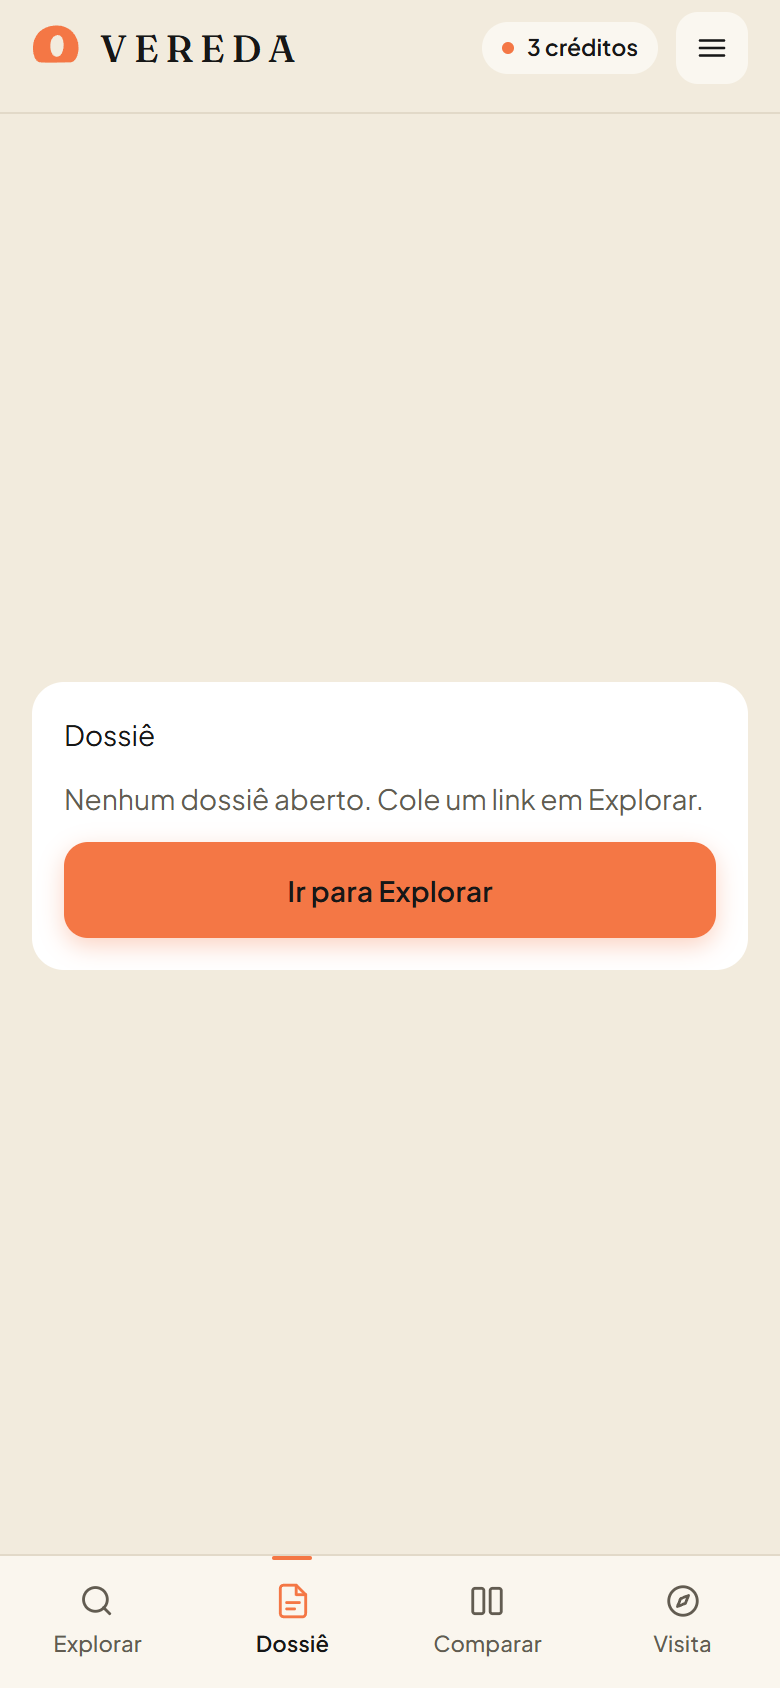 VEREDA
3 créditos
Dossiê
Nenhum dossiê aberto. Cole um link em Explorar.
Ir para Explorar
Explorar
Dossiê
Comparar
Visita